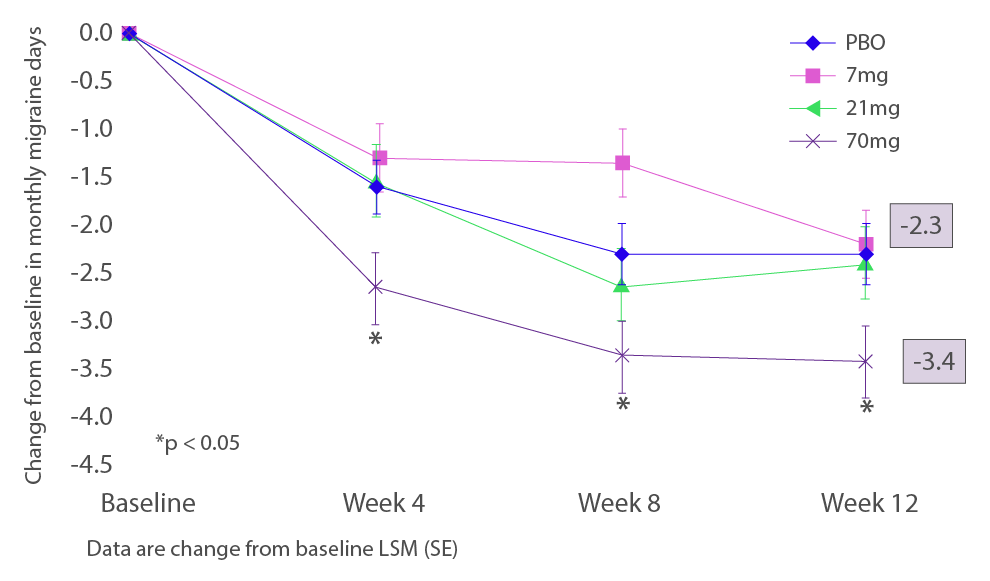 Change from baseline in monthly migraine days
0.0
-0.5
-1.0
-1.5
-2.0
-2.5
-3.0
-3.5
-4.0
-4.5
PBO
7mg
21mg
70mg
-2.3
-3.4
*
*
*
*p < 0.05
Baseline
Week 4
Week 8
Week 12
Data are change from baseline LSM (SE)